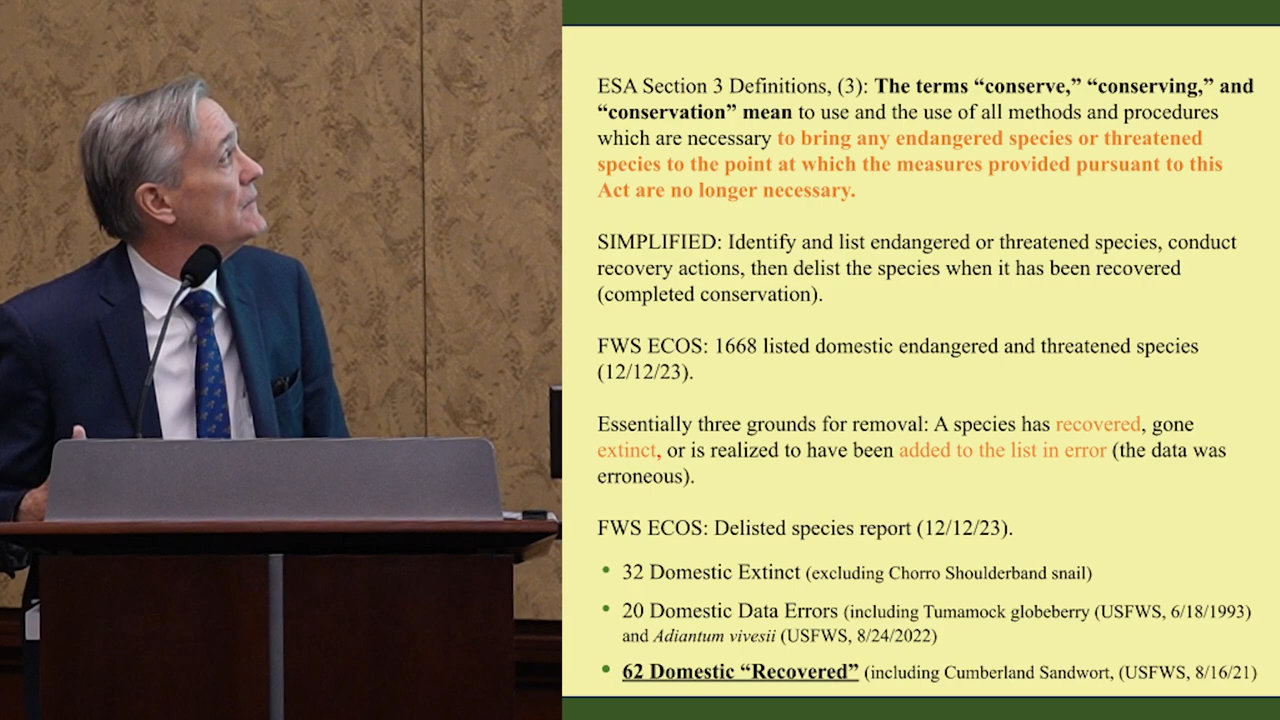 ESA Section 3 Definitions, (3): The terms “conserve,” “conserving,” and
“conservation” mean to use and the use of all methods and procedures
which are necessary to bring any endangered species or threatened
species to the point at which the measures provided pursuant to this
Act are no longer necessary.
SIMPLIFIED: Identify and list endangered or threatened species, conduct
recovery actions, then delist the species when it has been recovered
(completed conservation).
FWS ECOS: 1668 listed domestic endangered and threatened species
(12/12/23).
Essentially three grounds for removal: A species has recovered, gone
extinct, or is realized to have been added to the list in error (the data was
erroneous).
FWS ECOS: Delisted species report (12/12/23).
• 32 Domestic Extinct (excluding Chorro Shoulderband snail)
• 20 Domestic Data Errors (including Tumamock globeberry (USFWS, 6/18/1993)
and Adiantum vivesii (USFWS, 8/24/2022)
• 62 Domestic “Recovered” (including Cumberland Sandwort, (USFWS, 8/16/21)